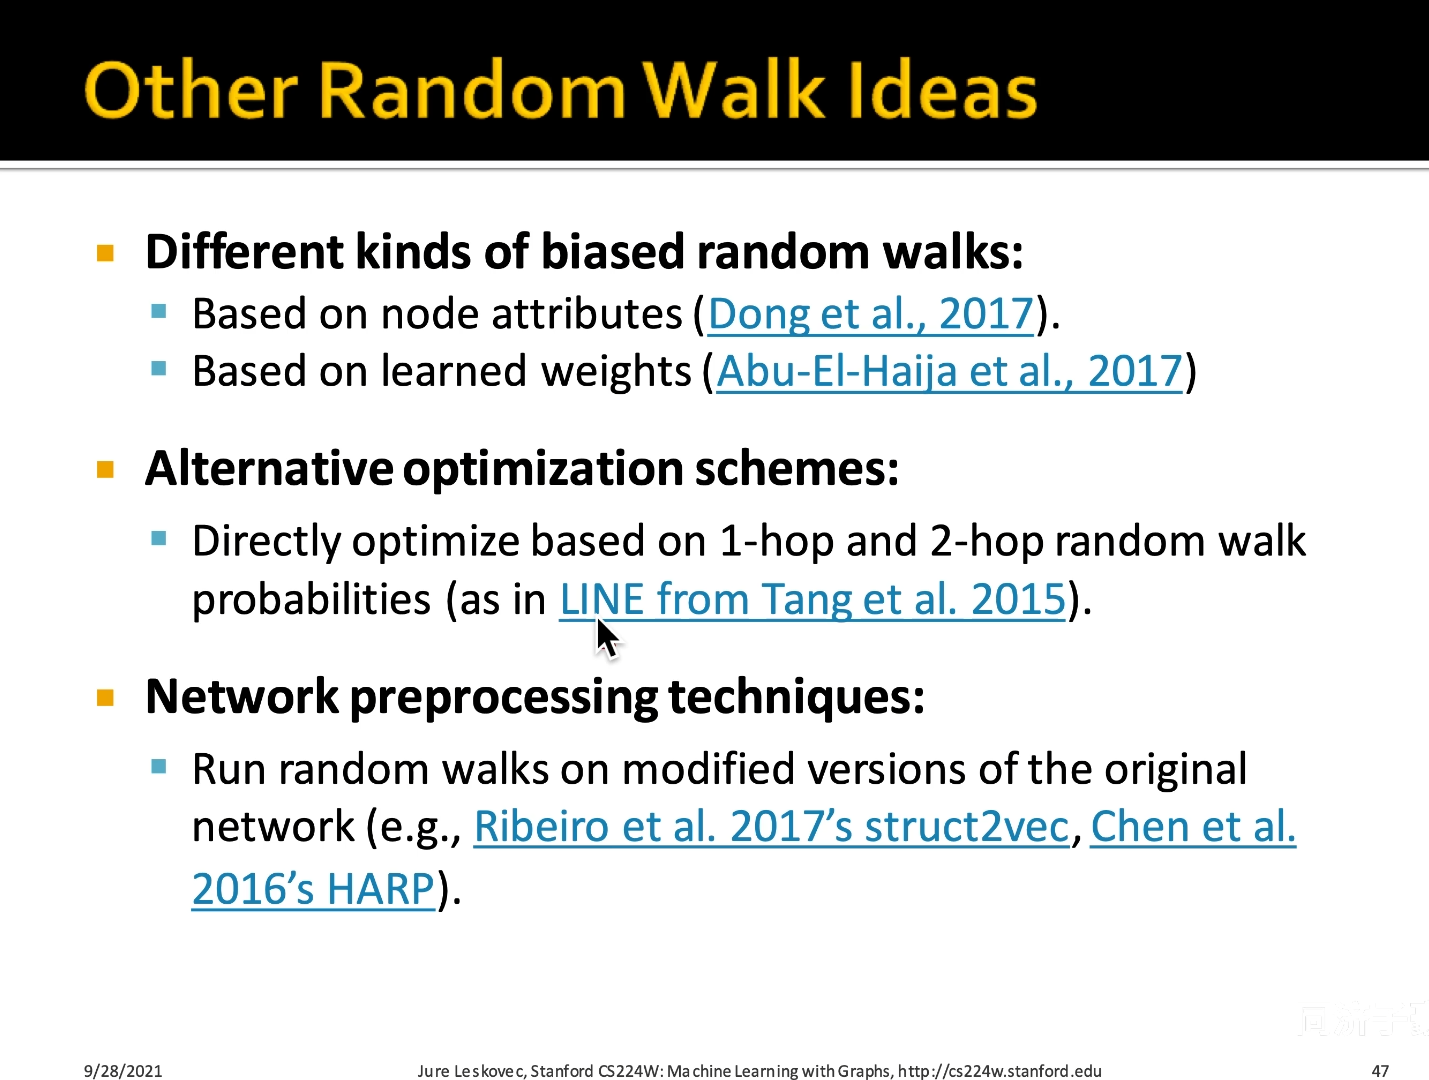 Other Random Walk Ideas
Different kinds of biased random walks:
Based on node attributes (Dong et al., 2017).
Based on learned weights (Abu-El-Haija et al., 2017)
Alternative optimization schemes:
Directly optimize based on 1-hop and 2-hop random walk
probabilities (as in LINE from Tang et al. 2015).
Network preprocessing techniques:
Run random walks on modified versions of the original
network (e.g., Ribeiro et al. 2017’s struct2vec, Chen et al.
2016’s HARP).
9/28/2021
Jure Leskovec, Stanford CS224W: Machine Learning with Graphs, http://cs224w.stanford.edu
47